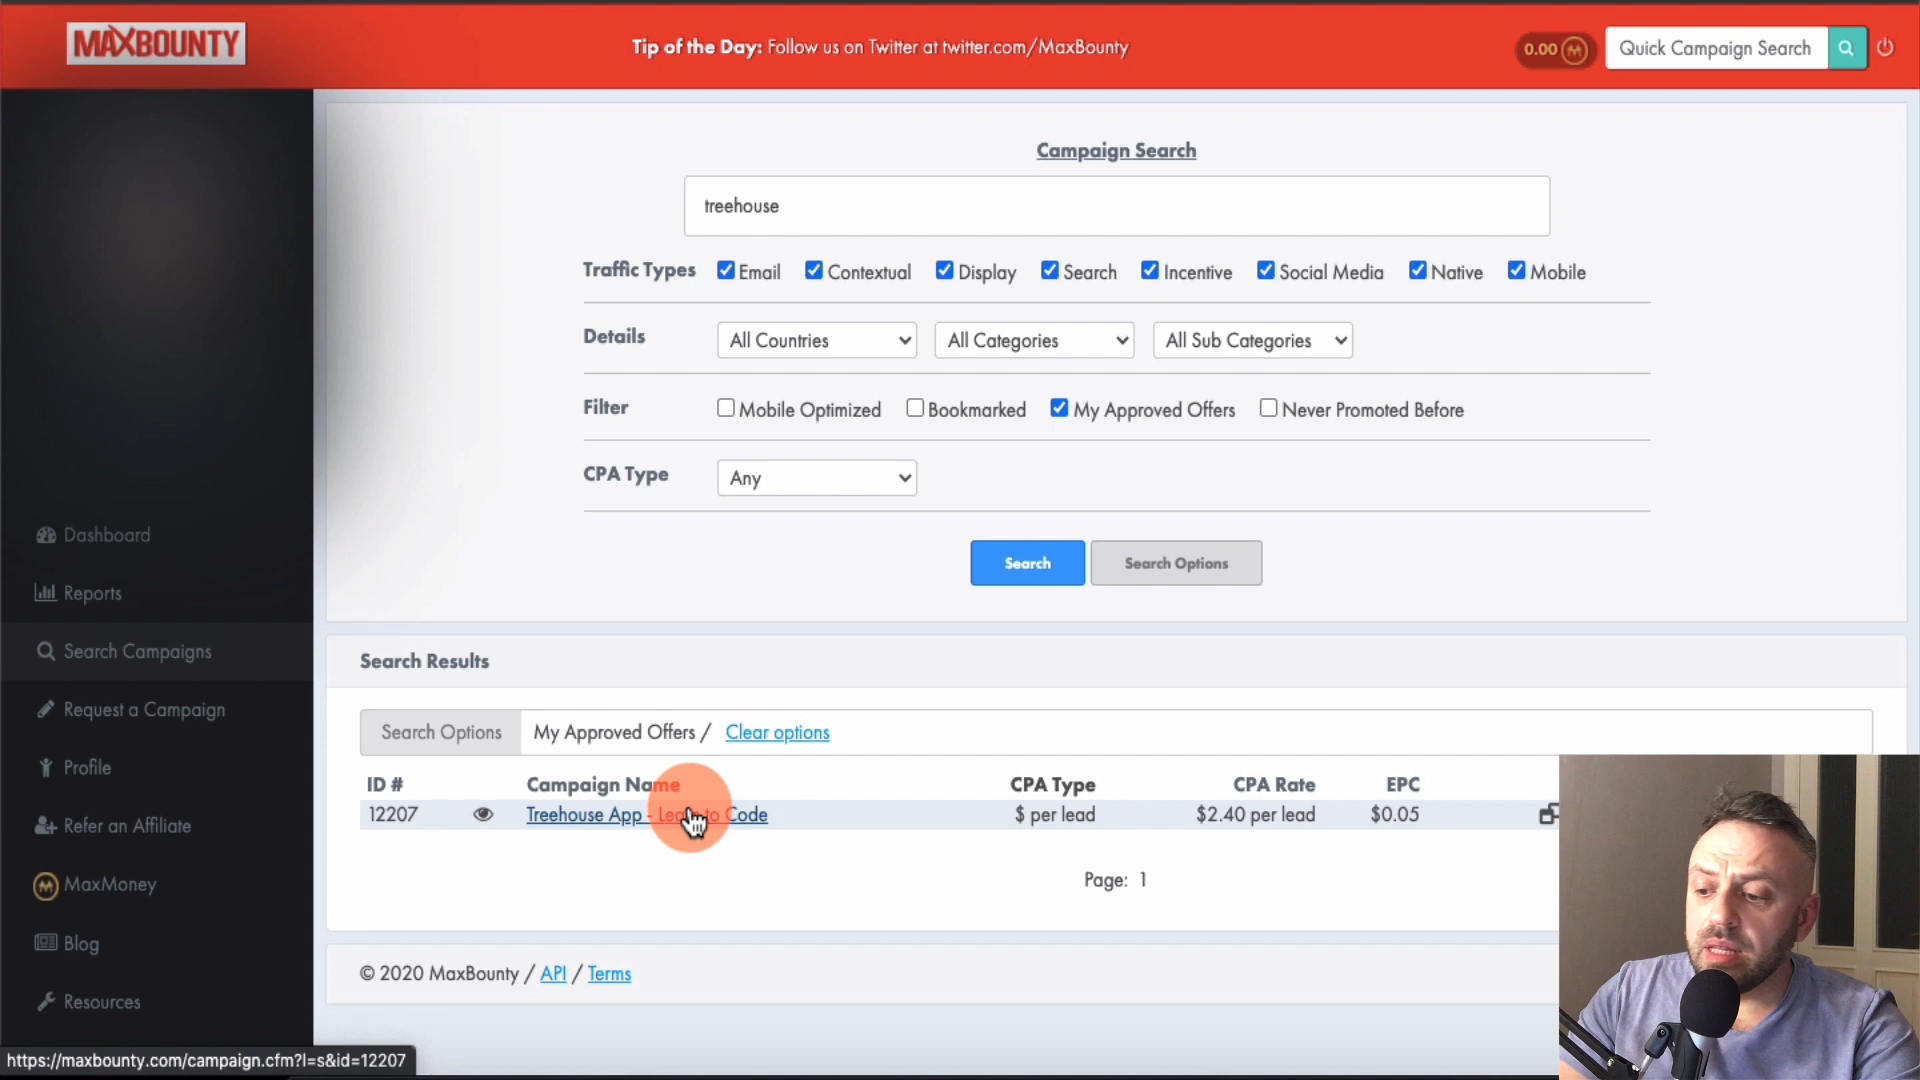 MAXBOUNTY
Tip of the Day: Follow us on Twitter at twitter.com/MaxBounty
0.00
Quick Campaign Search
Campaign Search
treehouse
Traffic Types Email Contextual Display Search Incentive Social Media Native Mobile
Details All Countries All Categories All Sub Categories
Filter Mobile Optimized Bookmarked My Approved Offers Never Promoted Before
CPA Type Any
Search Search Options
Dashboard
Reports
Search Campaigns
Request a Campaign
Profile
Refer an Affiliate
MaxMoney
Blog
Resources
Search Results
Search Options My Approved Offers / Clear options
ID # Campaign Name CPA Type CPA Rate EPC
12207 Treehouse App - Learn to Code $ per lead $2.40 per lead $0.05
Page: 1
© 2020 MaxBounty / API / Terms
https://maxbounty.com/campaign.cfm?l=s&id=12207